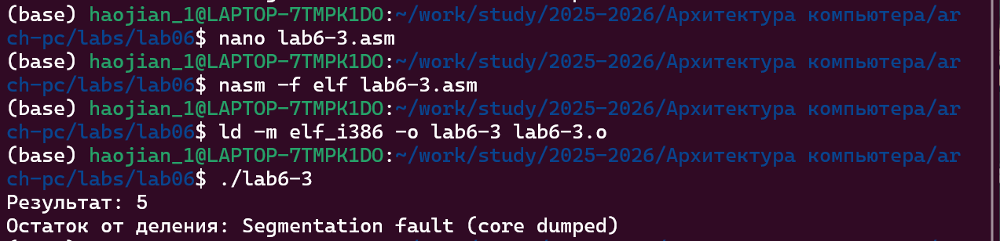 (base) haojian_1@LAPTOP-7TMPK1DO:~/work/study/2025-2026/Архитектура компьютера/ar
ch-pc/labs/lab06$ nano lab6-3.asm
(base) haojian_1@LAPTOP-7TMPK1DO:~/work/study/2025-2026/Архитектура компьютера/ar
ch-pc/labs/lab06$ nasm -f elf lab6-3.asm
(base) haojian_1@LAPTOP-7TMPK1DO:~/work/study/2025-2026/Архитектура компьютера/ar
ch-pc/labs/lab06$ ld -m elf_i386 -o lab6-3 lab6-3.o
(base) haojian_1@LAPTOP-7TMPK1DO:~/work/study/2025-2026/Архитектура компьютера/ar
ch-pc/labs/lab06$ ./lab6-3
Результат: 5
Остаток от деления: Segmentation fault (core dumped)